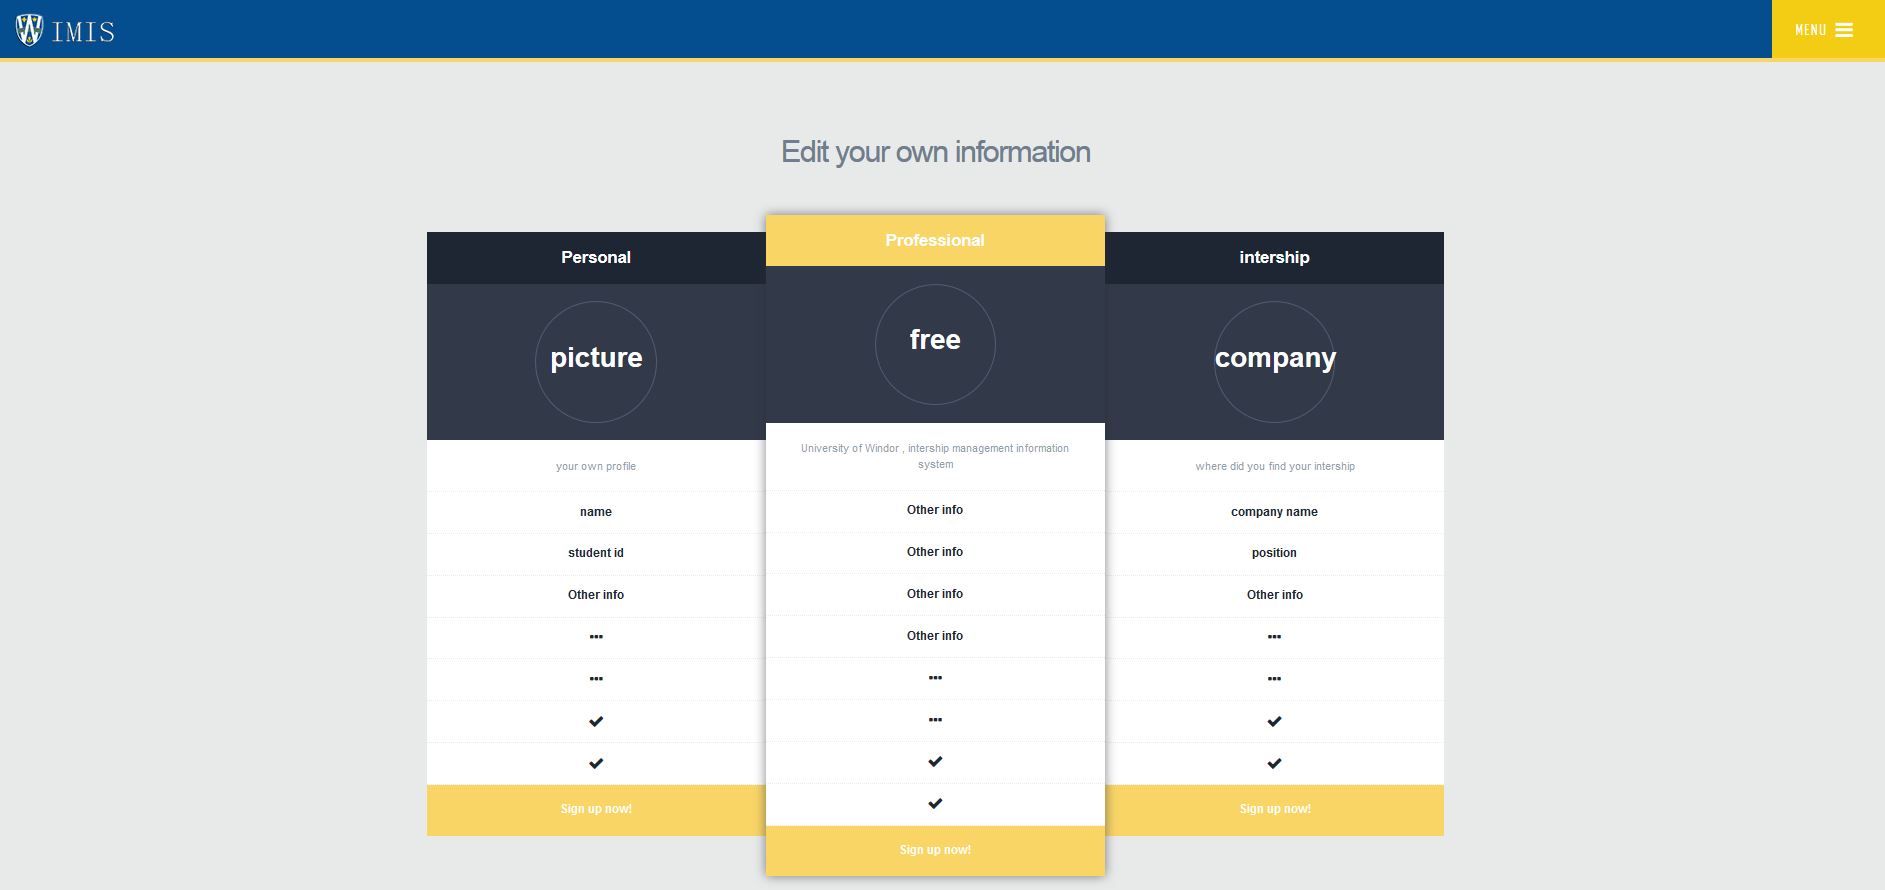 IMIS
MENU
Edit your own information
Personal
picture
your own profile
name
student id
Other info
Sign up now!
Professional
free
University of Windor , intership management information
system
Other info
Other info
Other info
Other info
Sign up now!
intership
company
where did you find your intership
company name
position
Other info
Sign up now!